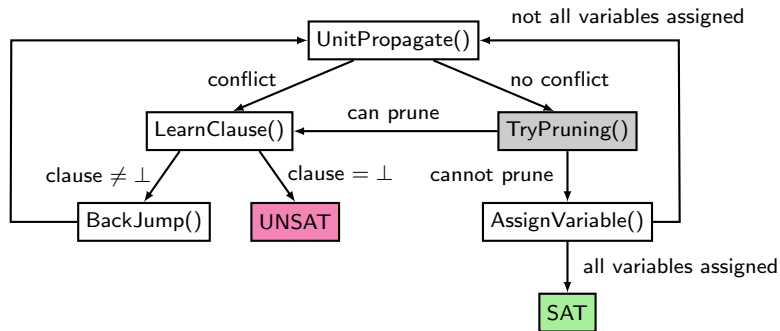 not all variables assigned
UnitPropagate()
conflict
no conflict
LearnClause()
can prune
TryPruning()
clause ≠ ⊥
clause = ⊥
cannot prune
BackJump()
UNSAT
AssignVariable()
all variables assigned
SAT